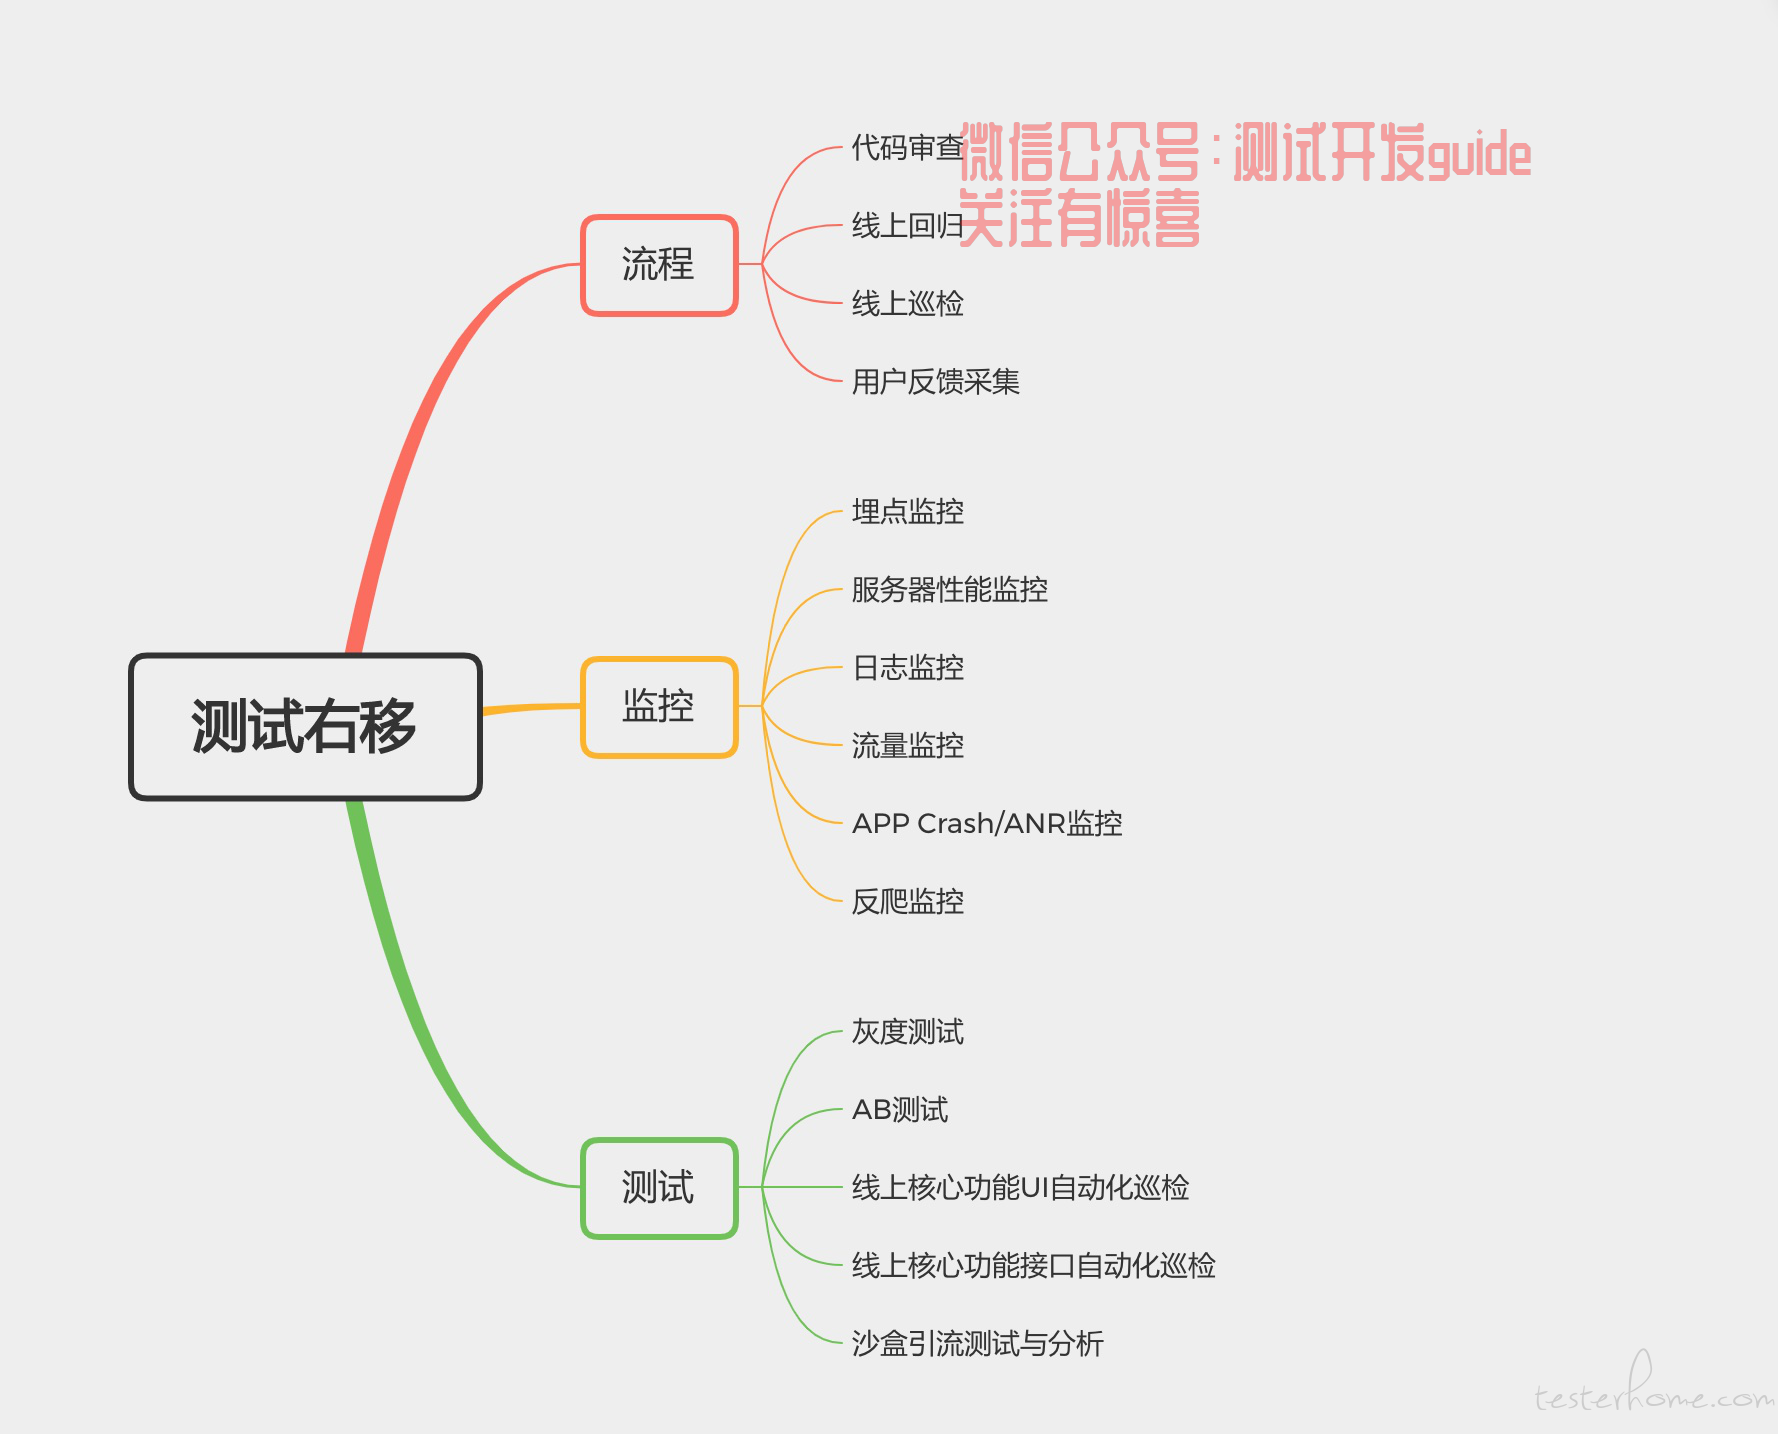 代码审查
微信公众号:测试开发guide
线上回归
关注有惊喜
流程
线上巡检
用户反馈采集
埋点监控
服务器性能监控
日志监控
测试右移
监控
流量监控
APP Crash/ANR监控
反爬监控
灰度测试
AB测试
测试
线上核心功能UI自动化巡检
线上核心功能接口自动化巡检
沙盒引流测试与分析
testerhome.com